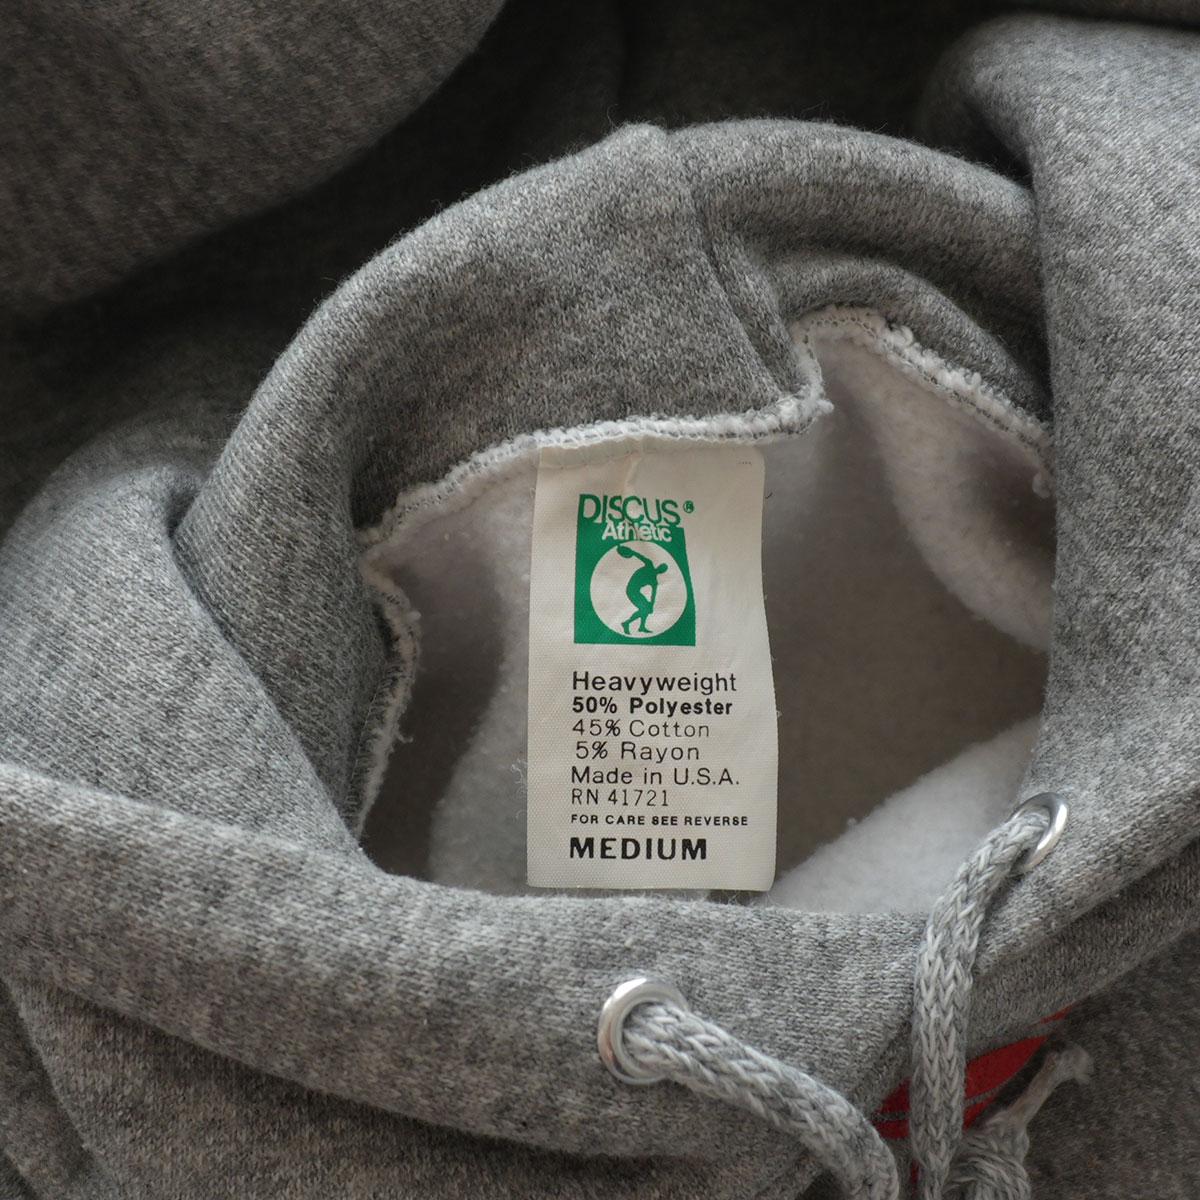 DISCUS®
Athletic
Heavyweight
50% Polyester
45% Cotton
5% Rayon
Made in U.S.A.
RN 41721
FOR CARE SEE REVERSE
MEDIUM